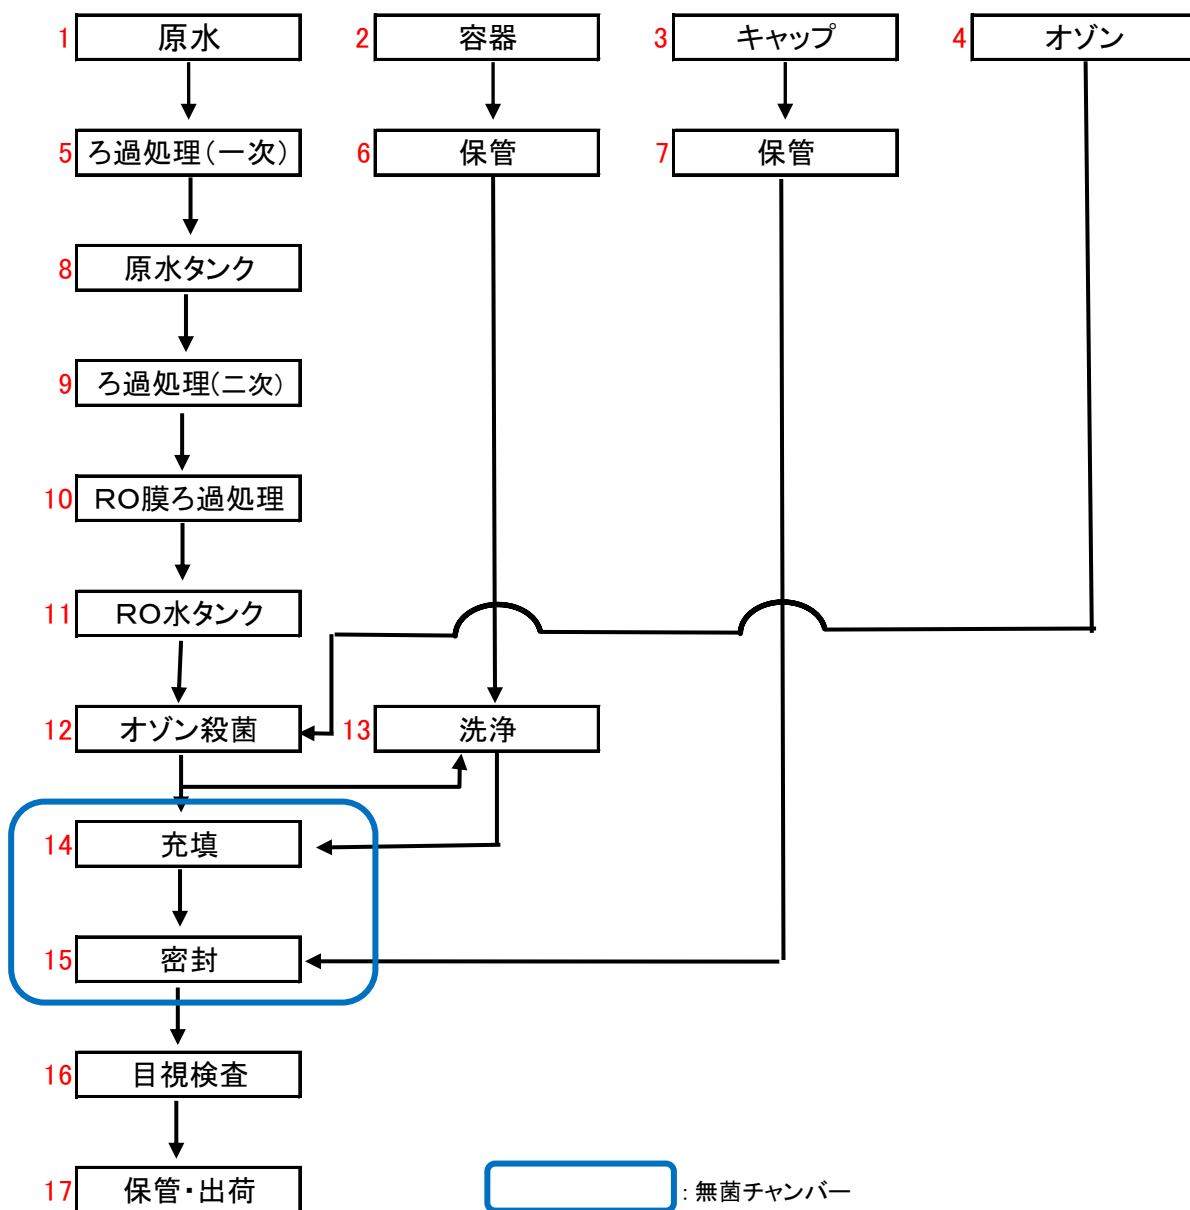 1 原水
2 容器
3 キャップ
4 オゾン
5 ろ過処理(一次)
6 保管
7 保管
8 原水タンク
9 ろ過処理(二次)
10 RO膜ろ過処理
11 RO水タンク
12 オゾン殺菌
13 洗浄
14 充填
15 密封
16 目視検査
17 保管・出荷
: 無菌チャンバー